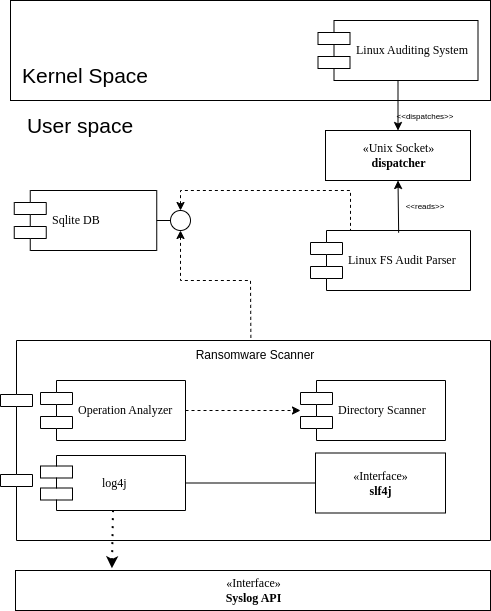 Linux Auditing System
Kernel Space
<<dispatches>>
User space
«Unix Socket»
dispatcher
<<reads>>
Sqlite DB
Linux FS Audit Parser
Ransomware Scanner
Operation Analyzer
Directory Scanner
log4j
«Interface»
slf4j
«Interface»
Syslog API